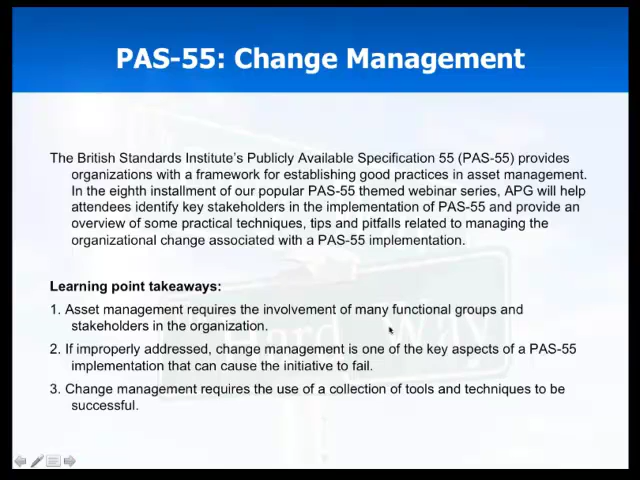 PAS-55: Change Management
The British Standards Institute's Publicly Available Specification 55 (PAS-55) provides
organizations with a framework for establishing good practices in asset management.
In the eighth installment of our popular PAS-55 themed webinar series, APG will help
attendees identify key stakeholders in the implementation of PAS-55 and provide an
overview of some practical techniques, tips and pitfalls related to managing the
organizational change associated with a PAS-55 implementation.
Learning point takeaways:
1. Asset management requires the involvement of many functional groups and
stakeholders in the organization.
2. If improperly addressed, change management is one of the key aspects of a PAS-55
implementation that can cause the initiative to fail.
3. Change management requires the use of a collection of tools and techniques to be
successful.
Hard Way